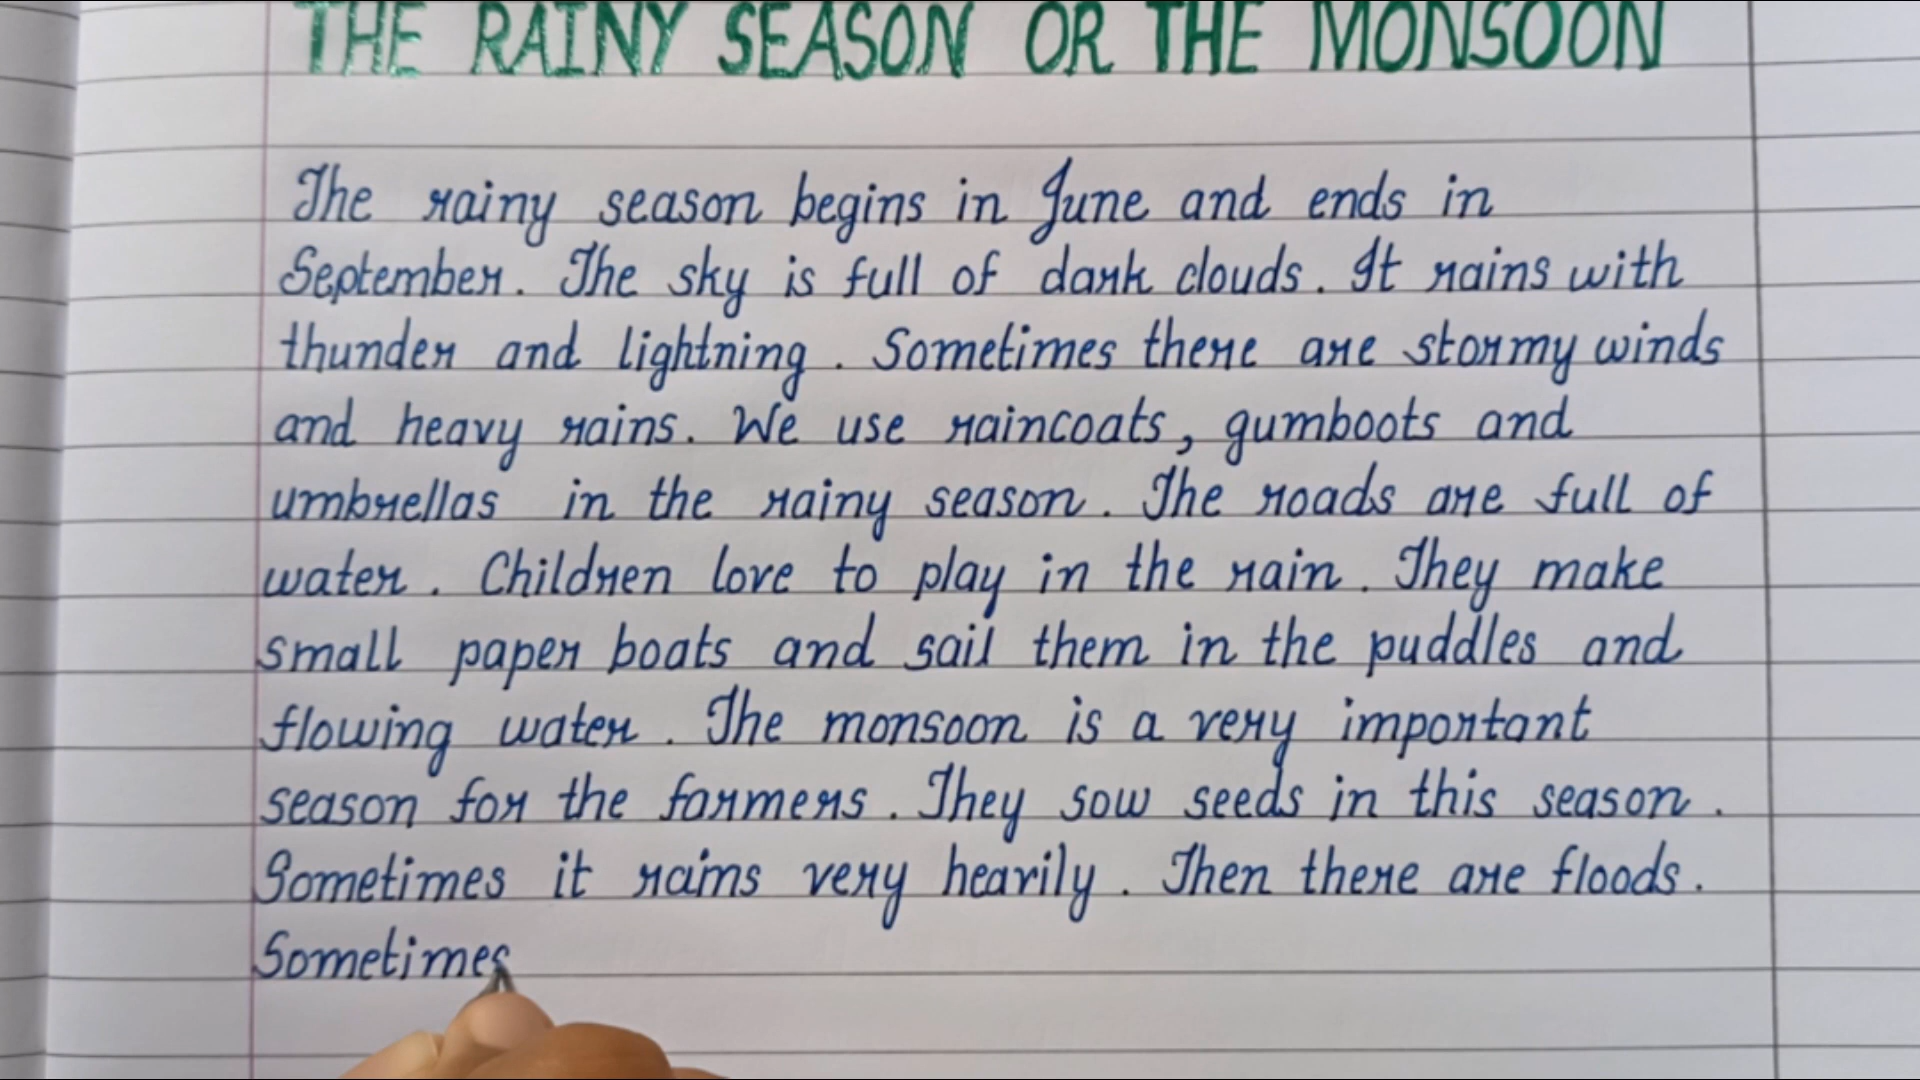 THE RAINY SEASON OR THE MONSOON
The rainy season begins in June and ends in
September. The sky is full of dark clouds. It rains with
thunder and lightning. Sometimes there are stormy winds
and heavy rains. We use raincoats, gumboots and
umbrellas in the rainy season. The roads are full of
water. Children love to play in the rain. They make
small paper boats and sail them in the puddles and
flowing water. The monsoon is a very important
season for the farmers. They sow seeds in this season.
Sometimes it rains very heavily. Then there are floods.
Sometimes